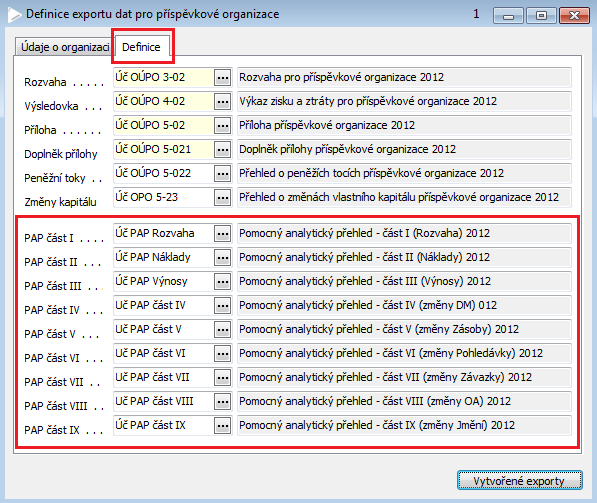 Definice exportu dat pro příspěvkové organizace 1
Údaje o organizaci Definice
Rozvaha . . . . . Úč OÚPO 3-02 ... Rozvaha pro příspěvkové organizace 2012
Výsledovka . . . Úč OÚPO 4-02 ... Výkaz zisku a ztráty pro příspěvkové organizace 2012
Příloha . . . . . . Úč OÚPO 5-02 ... Příloha příspěvkové organizace 2012
Doplněk přílohy Úč OÚPO 5-021 ... Doplněk přílohy příspěvkové organizace 2012
Peněžní toky . . Úč OÚPO 5-022 ... Přehled o peněžích tocích příspěvkové organizace 2012
Změny kapitálu Úč OPO 5-23 ... Přehled o změnách vlastního kapitálu příspěvkové organizace 2012
PAP část I . . . . Úč PAP Rozvaha ... Pomocný analytický přehled - část I (Rozvaha) 2012
PAP část II . . . Úč PAP Náklady ... Pomocný analytický přehled - část II (Náklady) 2012
PAP část III . . . Úč PAP Výnosy ... Pomocný analytický přehled - část III (Výnosy) 2012
PAP část IV . . . Uč PAP část IV ... Pomocný analytický přehled - část IV (změny DM) 012
PAP část V . . . . Uč PAP část V ... Pomocný analytický přehled - část V (změny Zásoby) 2012
PAP část VI . . . Uč PAP část VI ... Pomocný analytický přehled - část VI (změny Pohledávky) 2012
PAP část VII . . Uč PAP část VII ... Pomocný analytický přehled - část VII (změny Závazky) 2012
PAP část VIII . . Uč PAP část VIII ... Pomocný analytický přehled - část VIII (změny OA) 2012
PAP část IX . . . Uč PAP část IX ... Pomocný analytický přehled - část IX (změny Jmění) 2012
Vytvořené exporty